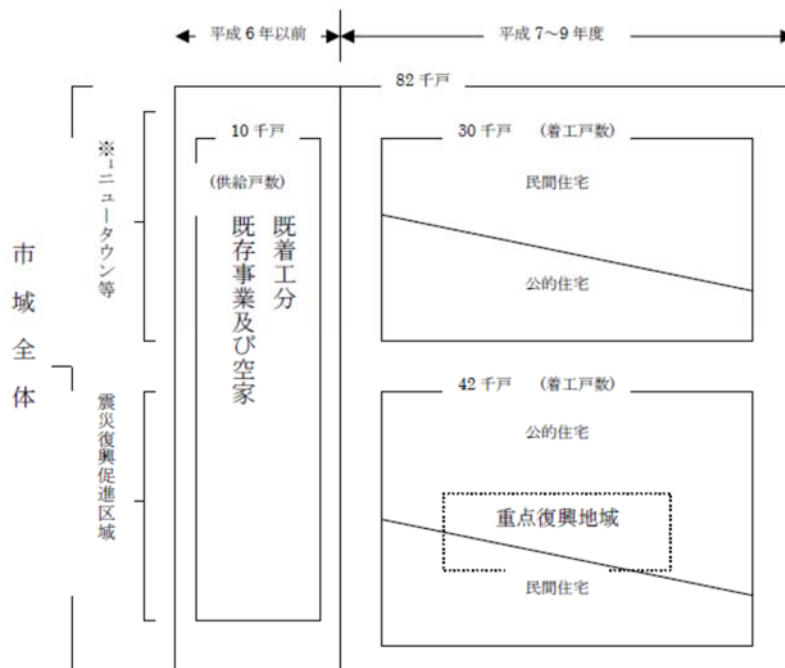 平成6年以前
平成7～9年度
82千戸
市域全体
※1ニュータウン等
震災復興促進区域
10千戸
(供給戸数)
既着工分
既存事業及び空家
30千戸 (着工戸数)
民間住宅
公的住宅
42千戸 (着工戸数)
公的住宅
重点復興地域
民間住宅